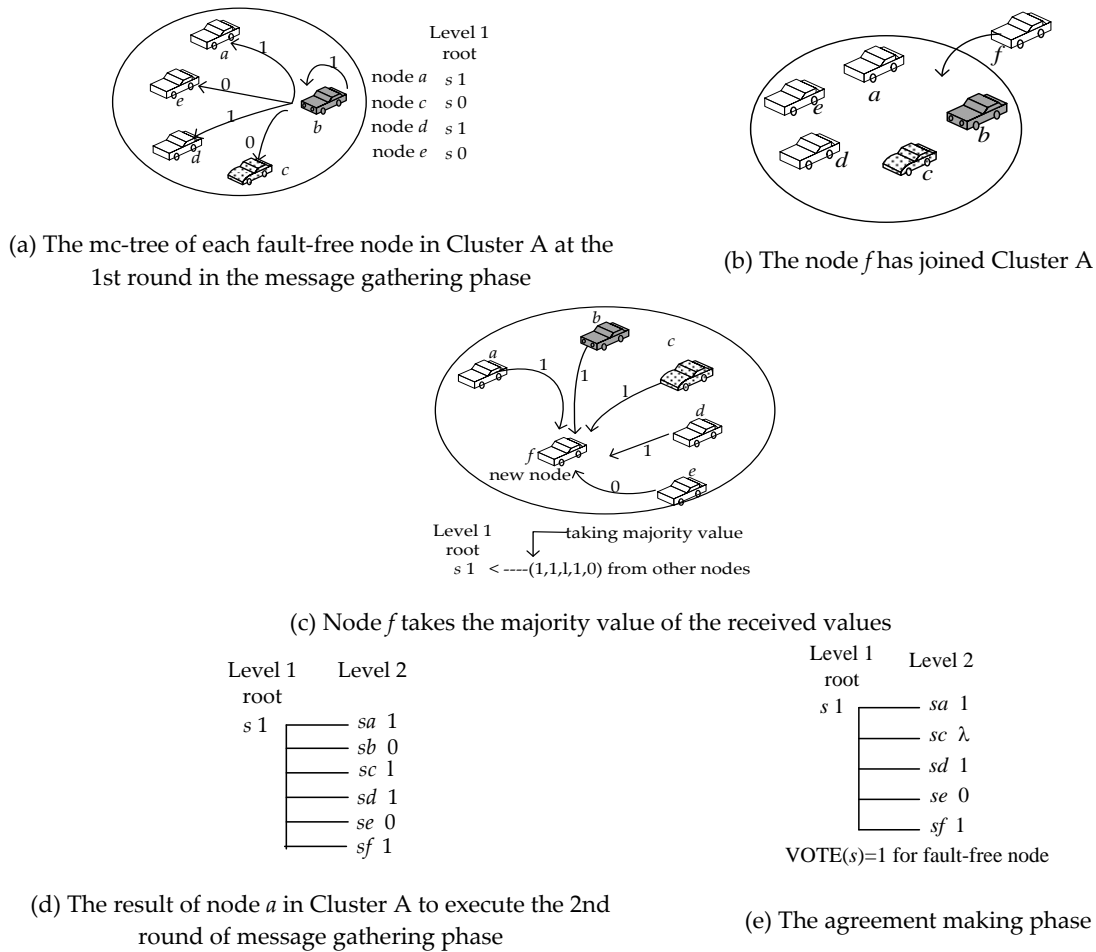 1
a
0
e
1
d
0
c
1
b
Level 1
root
node a s 1
node c s 0
node d s 1
node e s 0
(a) The mc-tree of each fault-free node in Cluster A at the
1st round in the message gathering phase
f
a
e
b
d
c
(b) The node f has joined Cluster A
b
c
a
1
1
l
d
f
1
new node
0
e
Level 1
taking majority value
root
s 1 < ----(1,1,l,1,0) from other nodes
(c) Node f takes the majority value of the received values
Level 1 Level 2
root
s 1
sa 1
sb 0
sc l
sd 1
se 0
sf 1
(d) The result of node a in Cluster A to execute the 2nd
round of message gathering phase
Level 1 Level 2
root
s 1
sa 1
sc λ
sd 1
se 0
sf 1
VOTE(s)=1 for fault-free node
(e) The agreement making phase